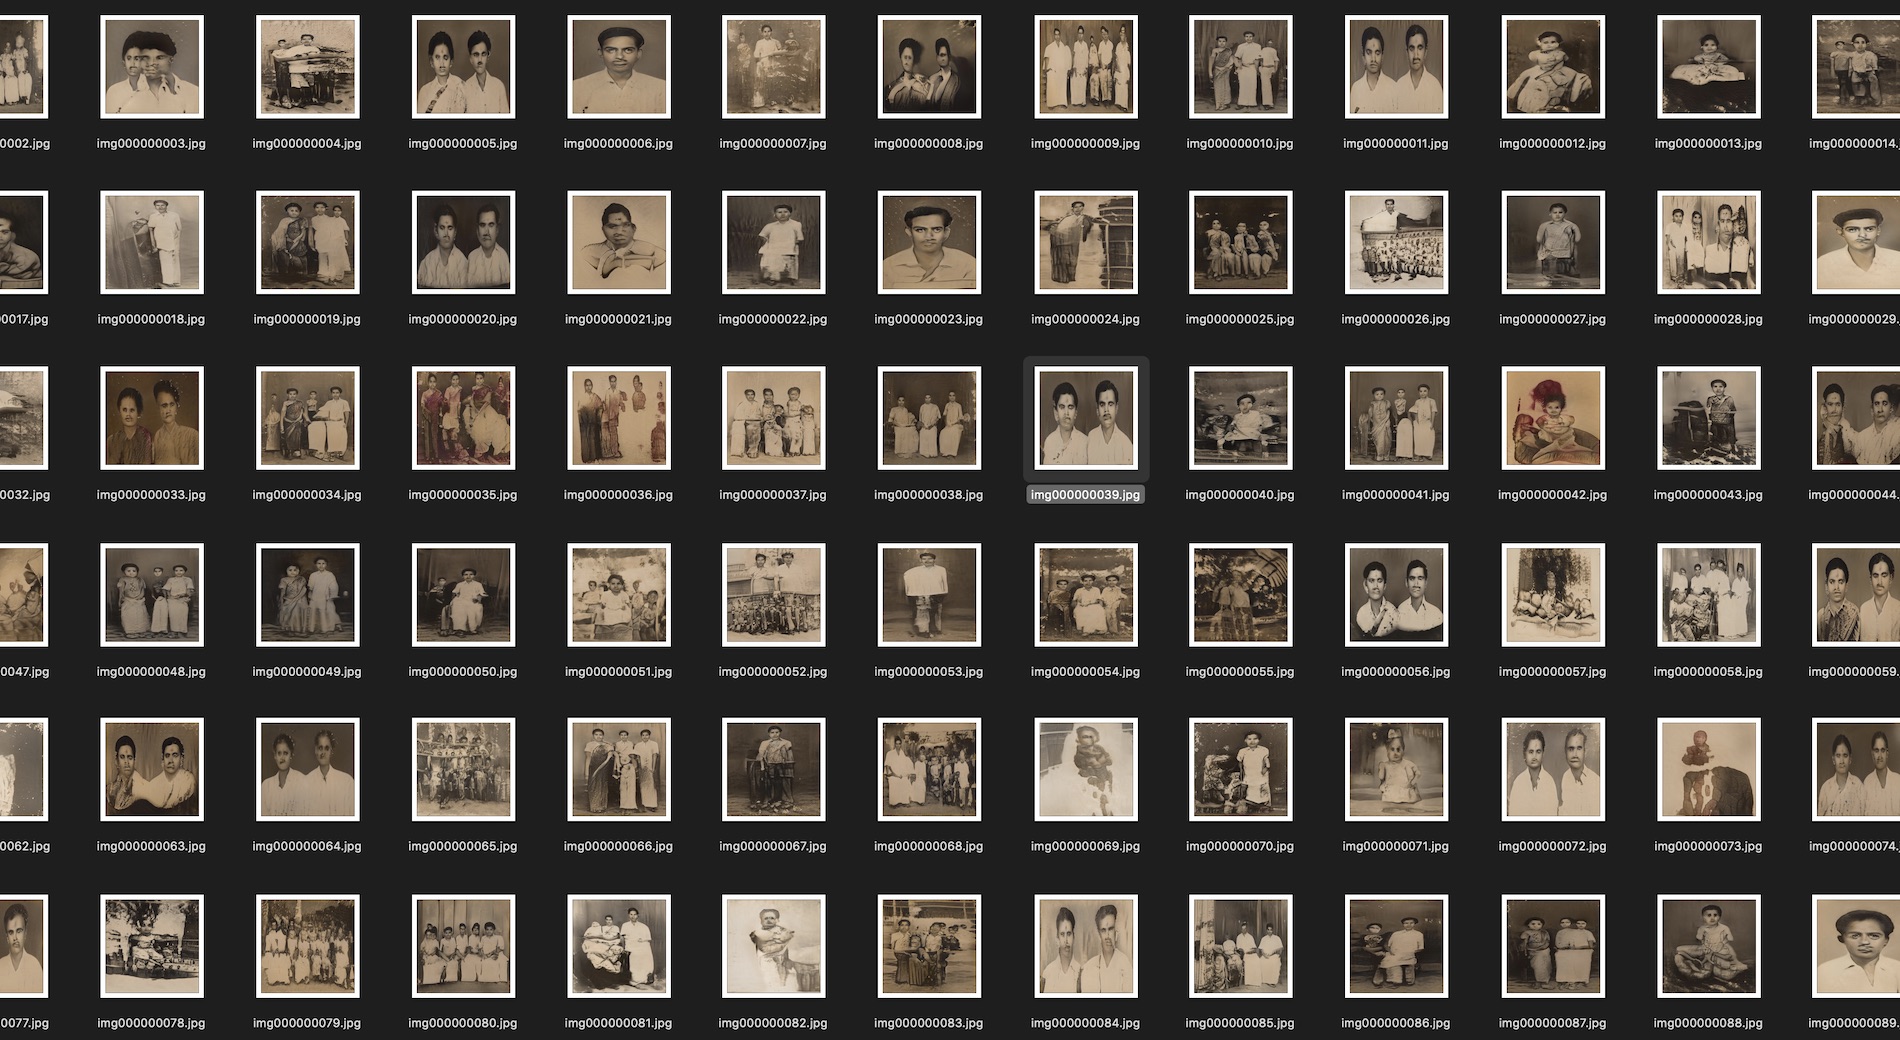 0002.jpg img000000003.jpg img000000004.jpg img000000005.jpg img000000006.jpg img000000007.jpg img000000008.jpg img000000009.jpg img000000010.jpg img000000011.jpg img000000012.jpg img000000013.jpg img000000014.
0017.jpg img000000018.jpg img000000019.jpg img000000020.jpg img000000021.jpg img000000022.jpg img000000023.jpg img000000024.jpg img000000025.jpg img000000026.jpg img000000027.jpg img000000028.jpg img000000029.
0032.jpg img000000033.jpg img000000034.jpg img000000035.jpg img000000036.jpg img000000037.jpg img000000038.jpg img000000039.jpg img000000040.jpg img000000041.jpg img000000042.jpg img000000043.jpg img000000044.
0047.jpg img000000048.jpg img000000049.jpg img000000050.jpg img000000051.jpg img000000052.jpg img000000053.jpg img000000054.jpg img000000055.jpg img000000056.jpg img000000057.jpg img000000058.jpg img000000059.
0062.jpg img000000063.jpg img000000064.jpg img000000065.jpg img000000066.jpg img000000067.jpg img000000068.jpg img000000069.jpg img000000070.jpg img000000071.jpg img000000072.jpg img000000073.jpg img000000074.
0077.jpg img000000078.jpg img000000079.jpg img000000080.jpg img000000081.jpg img000000082.jpg img000000083.jpg img000000084.jpg img000000085.jpg img000000086.jpg img000000087.jpg img000000088.jpg img000000089.